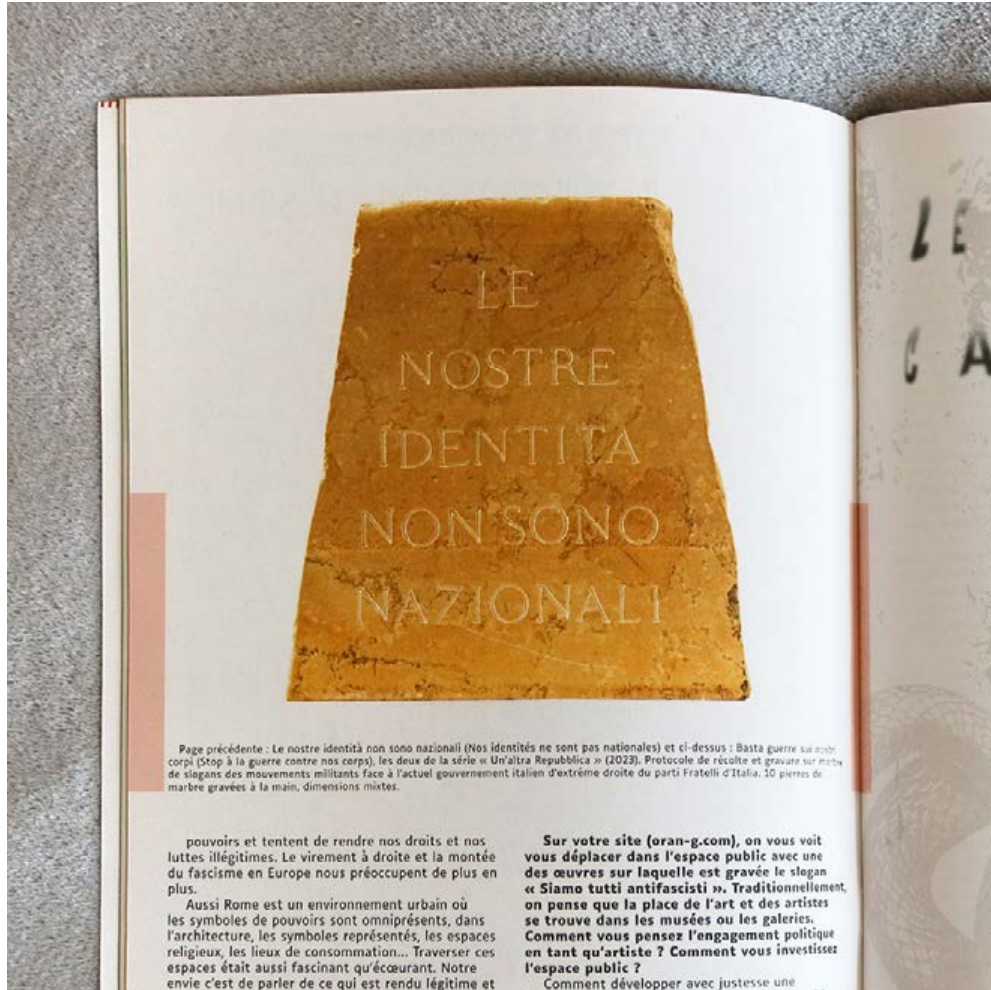 LE
NOSTRE
IDENTITA
NON SONO
NAZIONALI
Page précédente : Le nostre identità non sono nazionali (Nos identités ne sont pas nationales) et ci-dessus : Basta guerre sui nostri
corpi (Stop à la guerre contre nos corps), les deux de la série « Un'altra Repubblica » (2023). Protocole de récolte et gravure sur marbre
de slogans des mouvements militants face à l'actuel gouvernement italien d'extrême droite du parti Fratelli d'Italia. 10 pierres de
marbre gravées à la main, dimensions mixtes.
pouvoirs et tentent de rendre nos droits et nos
luttes illégitimes. Le virement à droite et la montée
du fascisme en Europe nous préoccupent de plus en
plus.
Aussi Rome est un environnement urbain où
les symboles de pouvoirs sont omniprésents, dans
l'architecture, les symboles représentés, les espaces
religieux, les lieux de consommation... Traverser ces
espaces était aussi fascinant qu'écœurant. Notre
envie c'est de parler de ce qui est rendu légitime et
Sur votre site (oran-g.com), on vous voit
vous déplacer dans l'espace public avec une
des œuvres sur laquelle est gravée le slogan
« Siamo tutti antifascisti ». Traditionnellement,
on pense que la place de l'art et des artistes
se trouve dans les musées ou les galeries.
Comment vous pensez l'engagement politique
en tant qu'artiste ? Comment vous investissez
l'espace public ?
Comment développer avec justesse une
LE
CA